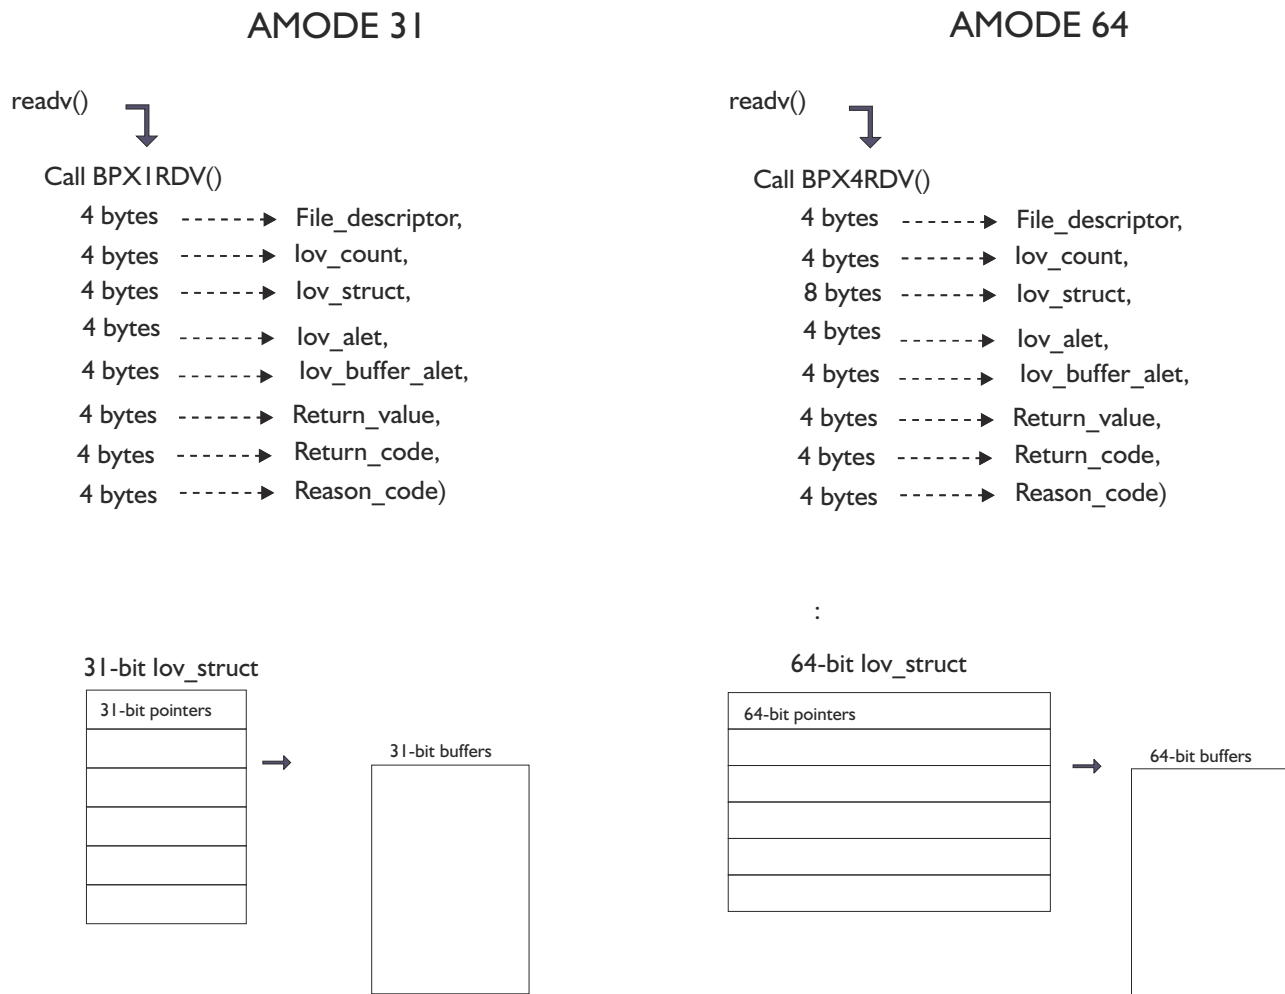 AMODE 31
readv()
Call BPX1RDV()
4 bytes File_descriptor,
4 bytes Iov_count,
4 bytes Iov_struct,
4 bytes Iov_alet,
4 bytes Iov_buffer_alet,
4 bytes Return_value,
4 bytes Return_code,
4 bytes Reason_code)
31-bit Iov_struct
31-bit pointers
31-bit buffers
AMODE 64
readv()
Call BPX4RDV()
4 bytes File_descriptor,
4 bytes Iov_count,
8 bytes Iov_struct,
4 bytes Iov_alet,
4 bytes Iov_buffer_alet,
4 bytes Return_value,
4 bytes Return_code,
4 bytes Reason_code)
:
64-bit Iov_struct
64-bit pointers
64-bit buffers